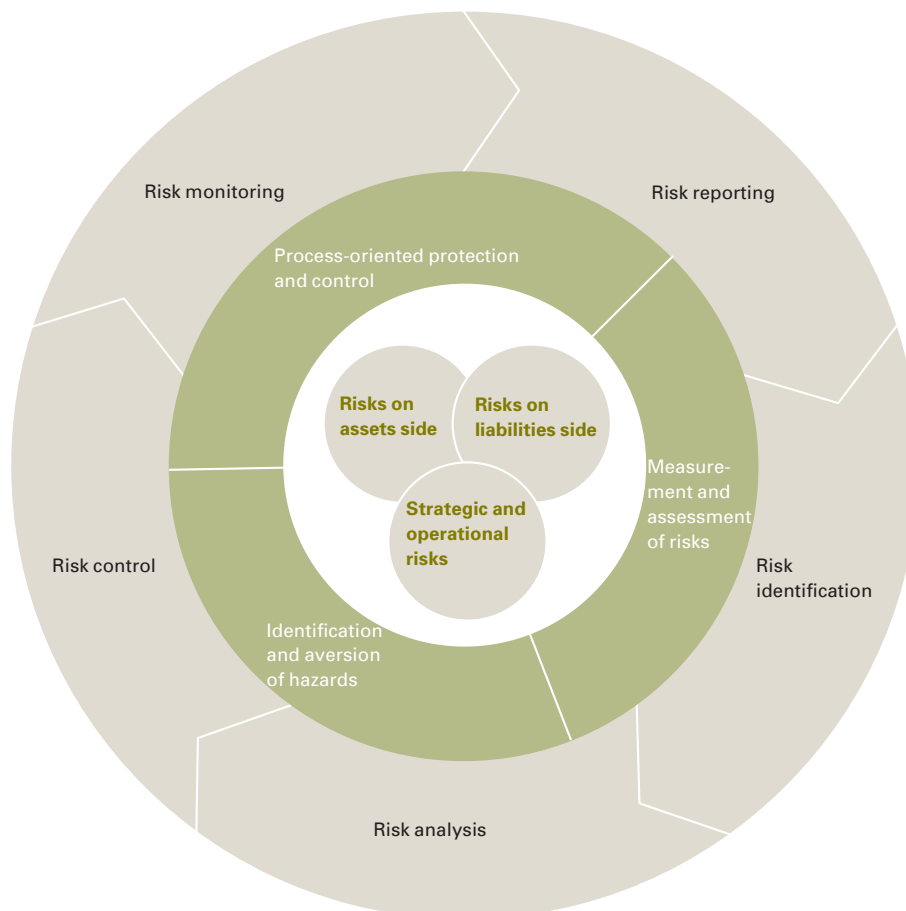 Risk monitoring
Risk reporting
Process-oriented protection
and control
Risks on
assets side
Risks on
liabilities side
Measure-
ment and
assessment
of risks
Strategic and
operational
risks
Risk control
Risk
identification
Identification
and aversion
of hazards
Risk analysis